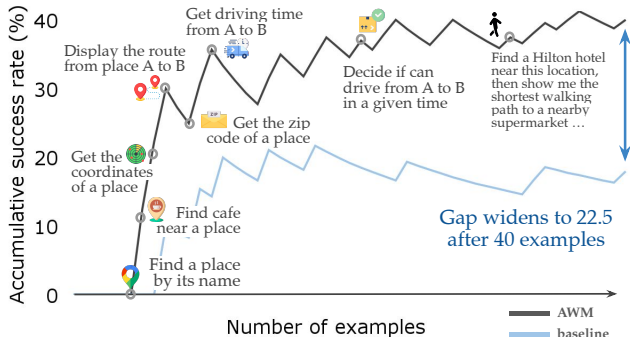 Accumulative success rate (%)
40
30
20
10
0
Get driving time
from A to B
Display the route
from place A to B
ZIP
Get the zip
code of a place
Decide if can
drive from A to B
in a given time
Find a Hilton hotel
near this location,
then show me the
shortest walking
path to a nearby
supermarket ...
Get the
coordinates
of a place
Find cafe
near a place
Find a place
by its name
Gap widens to 22.5
after 40 examples
Number of examples
AWM
baseline